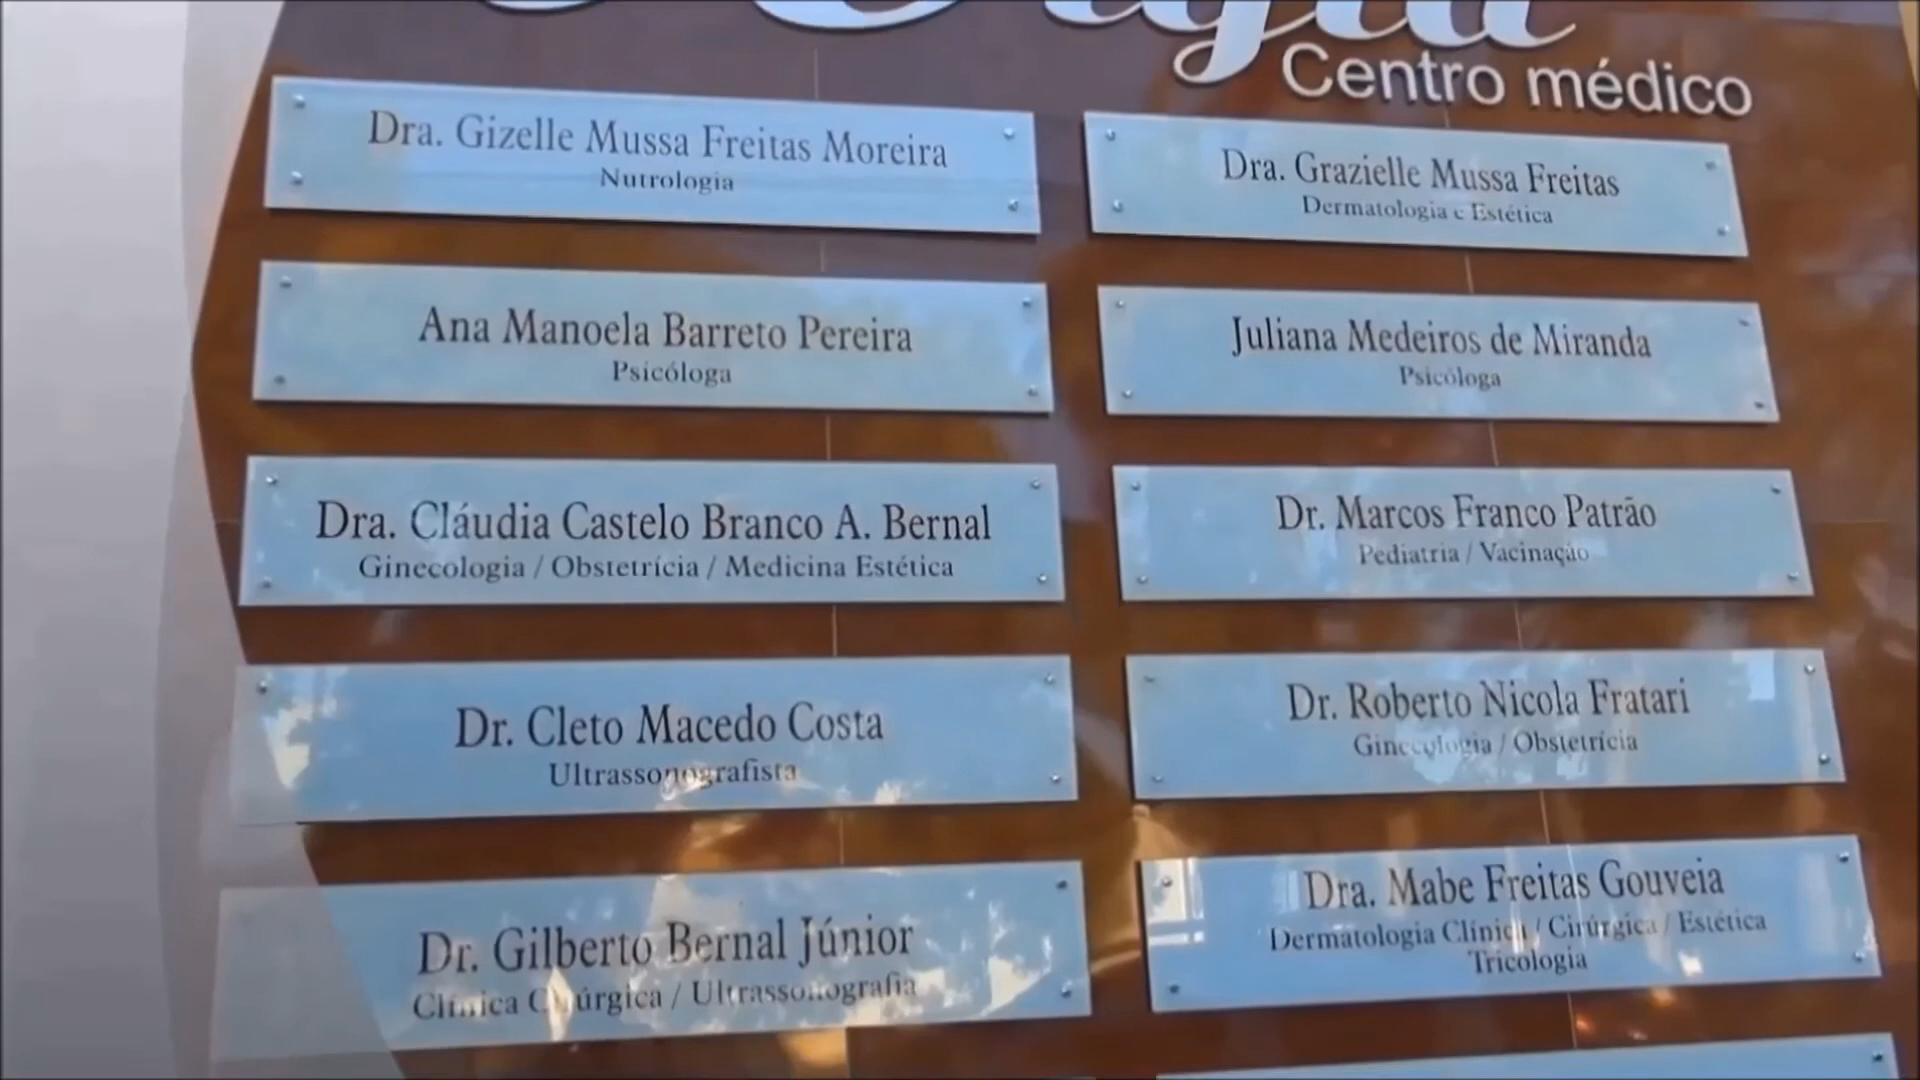 Centro médico
Dra. Gizelle Mussa Freitas Moreira
Nutrologia
Dra. Grazielle Mussa Freitas
Dermatologia e Estética
Ana Manoela Barreto Pereira
Psicóloga
Juliana Medeiros de Miranda
Psicóloga
Dra. Cláudia Castelo Branco A. Bernal
Ginecologia / Obstetrícia / Medicina Estética
Dr. Marcos Franco Patrão
Pediatria / Vacinação
Dr. Cleto Macedo Costa
Ultrassonografista
Dr. Roberto Nicola Fratari
Ginecologia / Obstetrícia
Dr. Gilberto Bernal Júnior
Clínica Cirúrgica / Ultrassonografia
Dra. Mabe Freitas Gouveia
Dermatologia Clínica / Cirúrgica / Estética
Tricologia